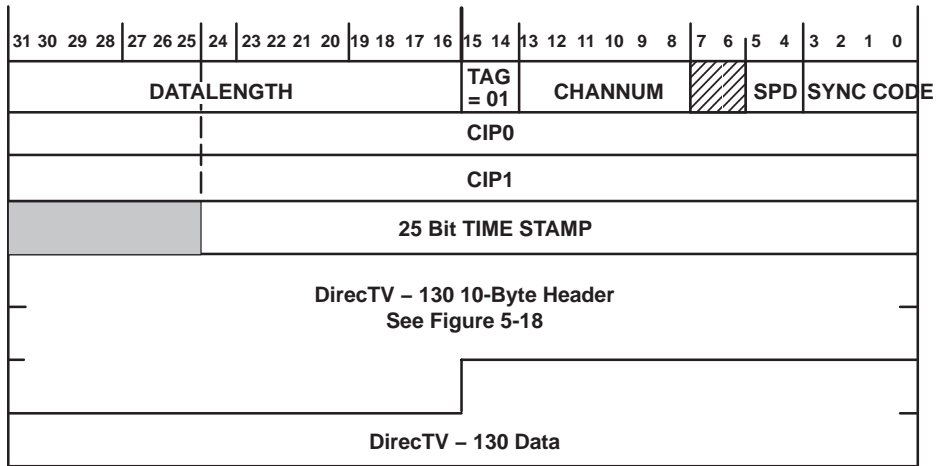 31 30 29 28 27 26 25 24 23 22 21 20 19 18 17 16 15 14 13 12 11 10 9 8 7 6 5 4 3 2 1 0
DATALENGTH TAG = 01 CHANNUM SPD SYNC CODE
CIP0
CIP1
25 Bit TIME STAMP
DirecTV – 130 10-Byte Header
See Figure 5-18
DirecTV – 130 Data